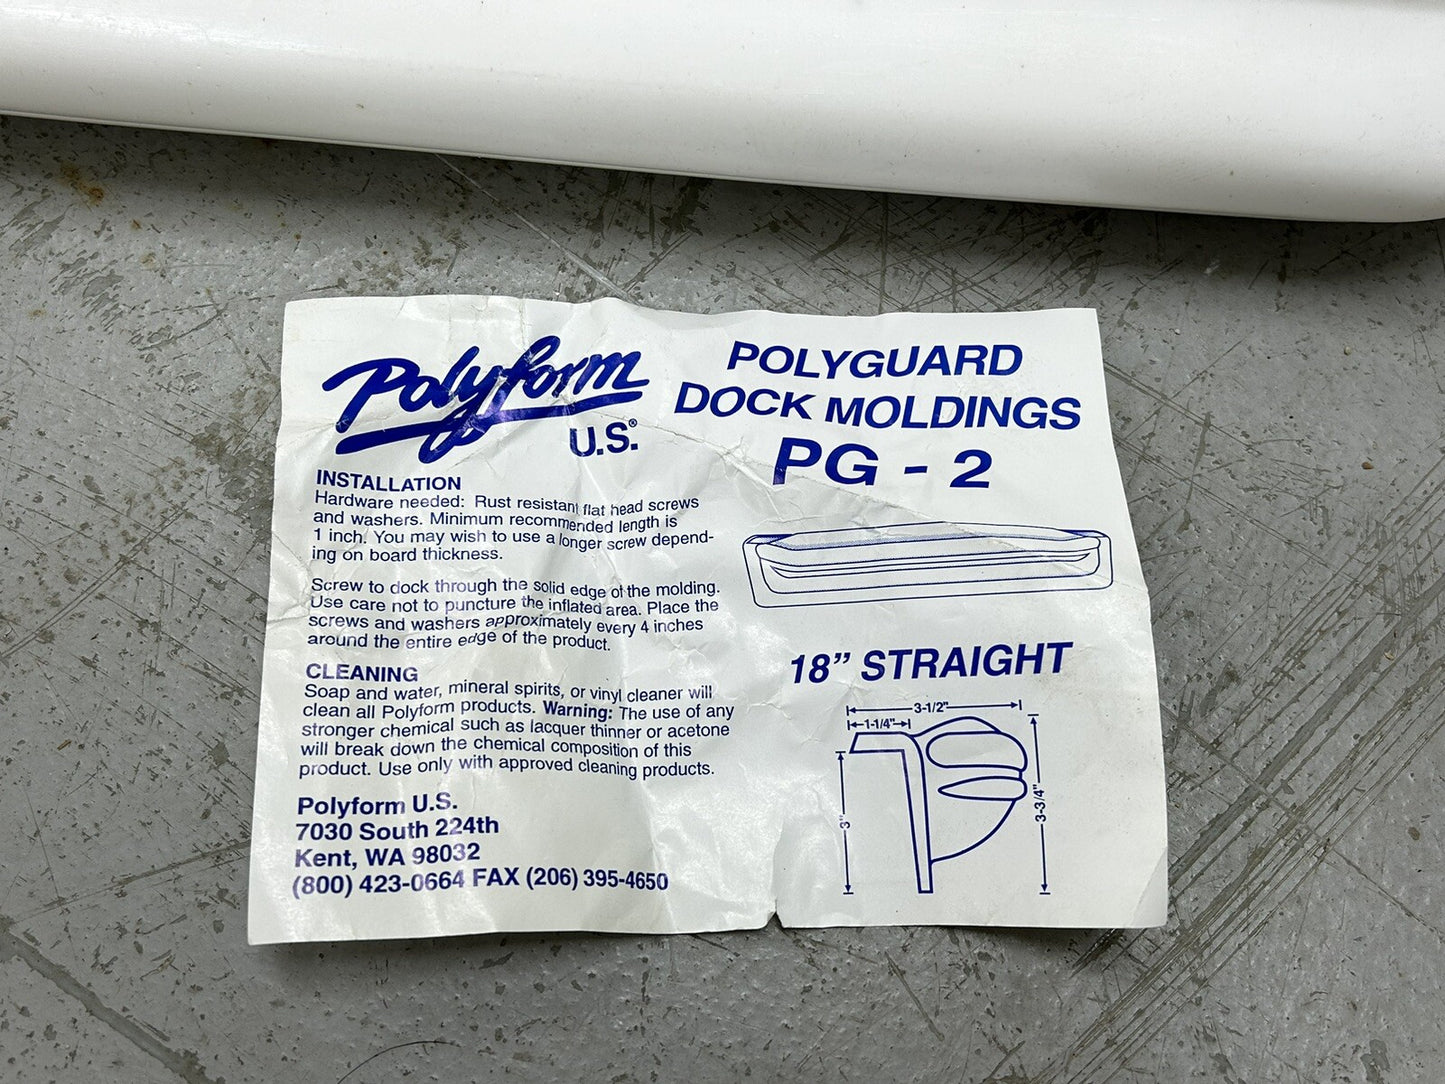 Polyform
U.S.®
INSTALLATION
Hardware needed: Rust resistant flat head screws
and washers. Minimum recommended length is
1 inch. You may wish to use a longer screw depend-
ing on board thickness.
Screw to dock through the solid edge of the molding.
Use care not to puncture the inflated area. Place the
screws and washers approximately every 4 inches
around the entire edge of the product.
CLEANING
Soap and water, mineral spirits, or vinyl cleaner will
clean all Polyform products. Warning: The use of any
stronger chemical such as lacquer thinner or acetone
will break down the chemical composition of this
product. Use only with approved cleaning products.
Polyform U.S.
7030 South 224th
Kent, WA 98032
(800) 423-0664 FAX (206) 395-4650
POLYGUARD
DOCK MOLDINGS
PG - 2
18” STRAIGHT
3-1/2"
1-1/4"
3"
3-3/4"